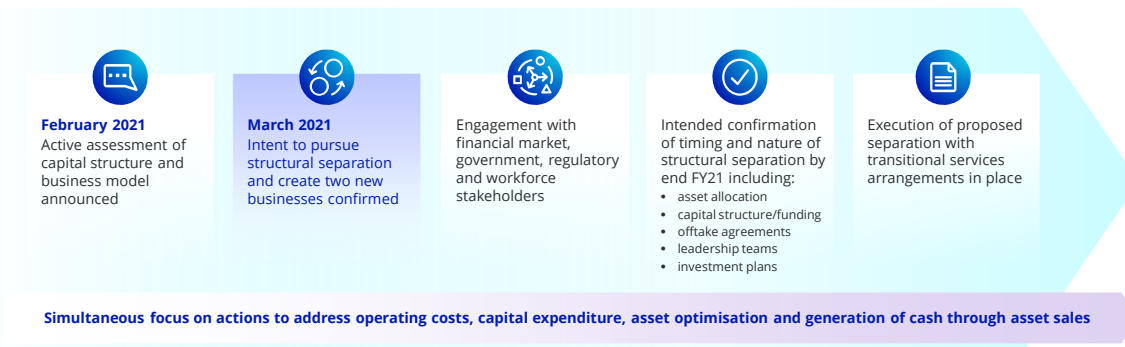 February 2021
Active assessment of
capital structure and
business model
announced
March 2021
Intent to pursue
structural separation
and create two new
businesses confirmed
Engagement with
financial market,
government, regulatory
and workforce
stakeholders
Intended confirmation
of timing and nature of
structural separation by
end FY21 including:
• asset allocation
• capital structure/funding
• offtake agreements
• leadership teams
• investment plans
Execution of proposed
separation with
transitional services
arrangements in place
Simultaneous focus on actions to address operating costs, capital expenditure, asset optimisation and generation of cash through asset sales